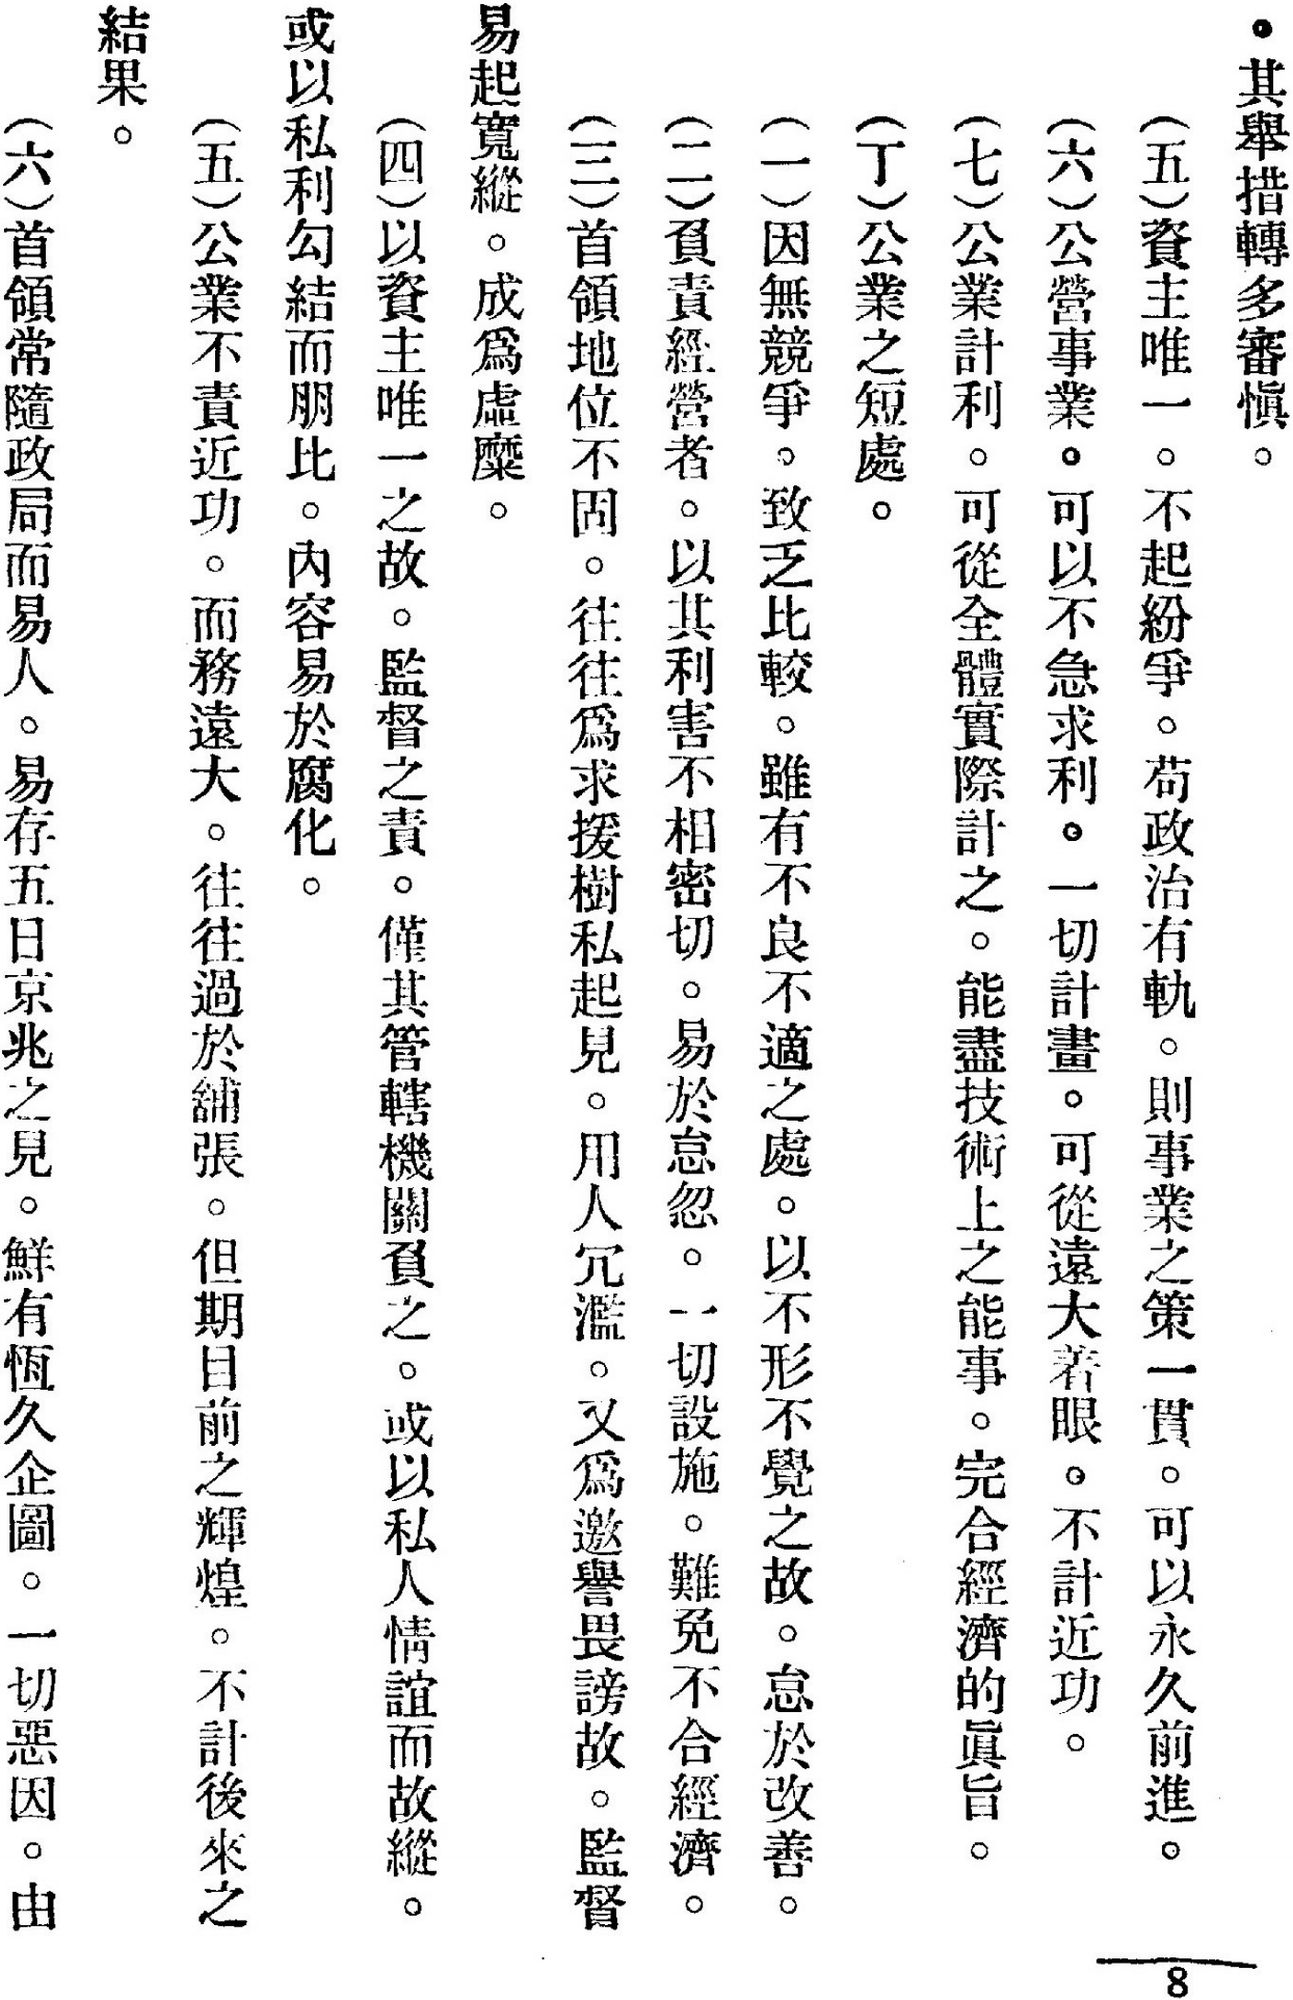 。其舉措轉多審愼。
(五)資主唯一。不起紛爭。苟政治有軌。則事業之策一貫。可以永久前進。
(六)公營事業。可以不急求利。一切計畫。可從遠大着眼。不計近功。
(七)公業計利。可從全體實際計之。能盡技術上之能事。完合經濟的眞旨。
(丁)公業之短處。
(一)因無競爭。致乏比較。雖有不良不適之處。以不形不覺之故。怠於改善。
(二)負責經營者。以其利害不相密切。易於怠忽。一切設施。難免不合經濟。
(三)首領地位不固。往往爲求援樹私起見。用人冗濫。又爲邀譽畏謗故。監督
易起寬縱。成爲虛糜。
(四)以資主唯一之故。監督之責。僅其管轄機關負之。或以私人情誼而故縱。
或以私利勾結而朋比。內容易於腐化。
(五)公業不責近功。而務遠大。往往過於舖張。但期目前之輝煌。不計後來之
結果。
(六)首領常隨政局而易人。易存五日京兆之見。鮮有恆久企圖。一切惡因。由
8